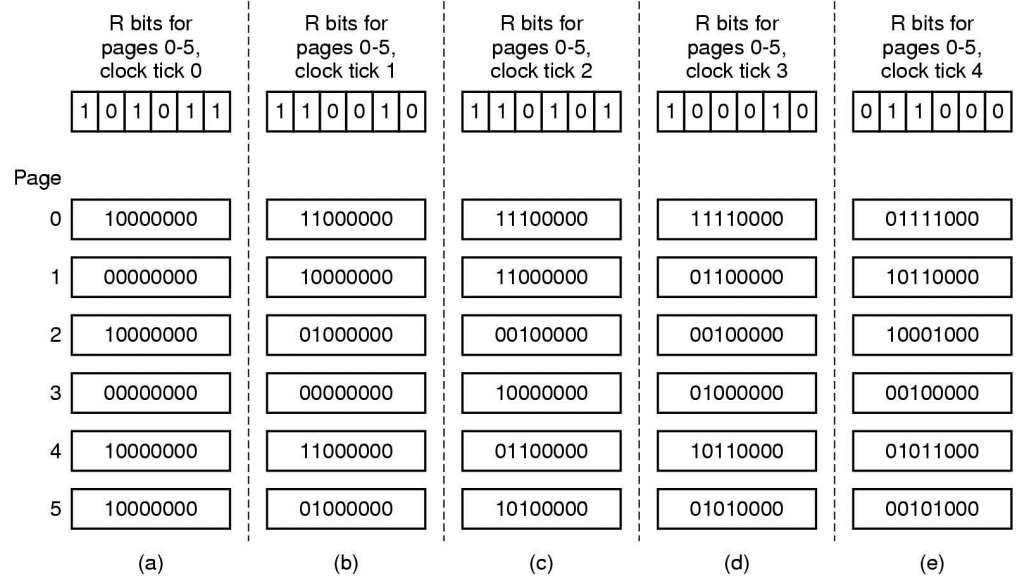 R bits for pages 0-5, clock tick 0
R bits for pages 0-5, clock tick 1
R bits for pages 0-5, clock tick 2
R bits for pages 0-5, clock tick 3
R bits for pages 0-5, clock tick 4
1 0 1 0 1 1
1 1 0 0 1 0
1 1 0 1 0 1
1 0 0 0 1 0
0 1 1 0 0 0
Page
0 10000000 11000000 11100000 11110000 01111000
1 00000000 10000000 11000000 01100000 10110000
2 10000000 01000000 00100000 00100000 10001000
3 00000000 00000000 10000000 01000000 00100000
4 10000000 11000000 01100000 10110000 01011000
5 10000000 01000000 10100000 01010000 00101000
(a) (b) (c) (d) (e)